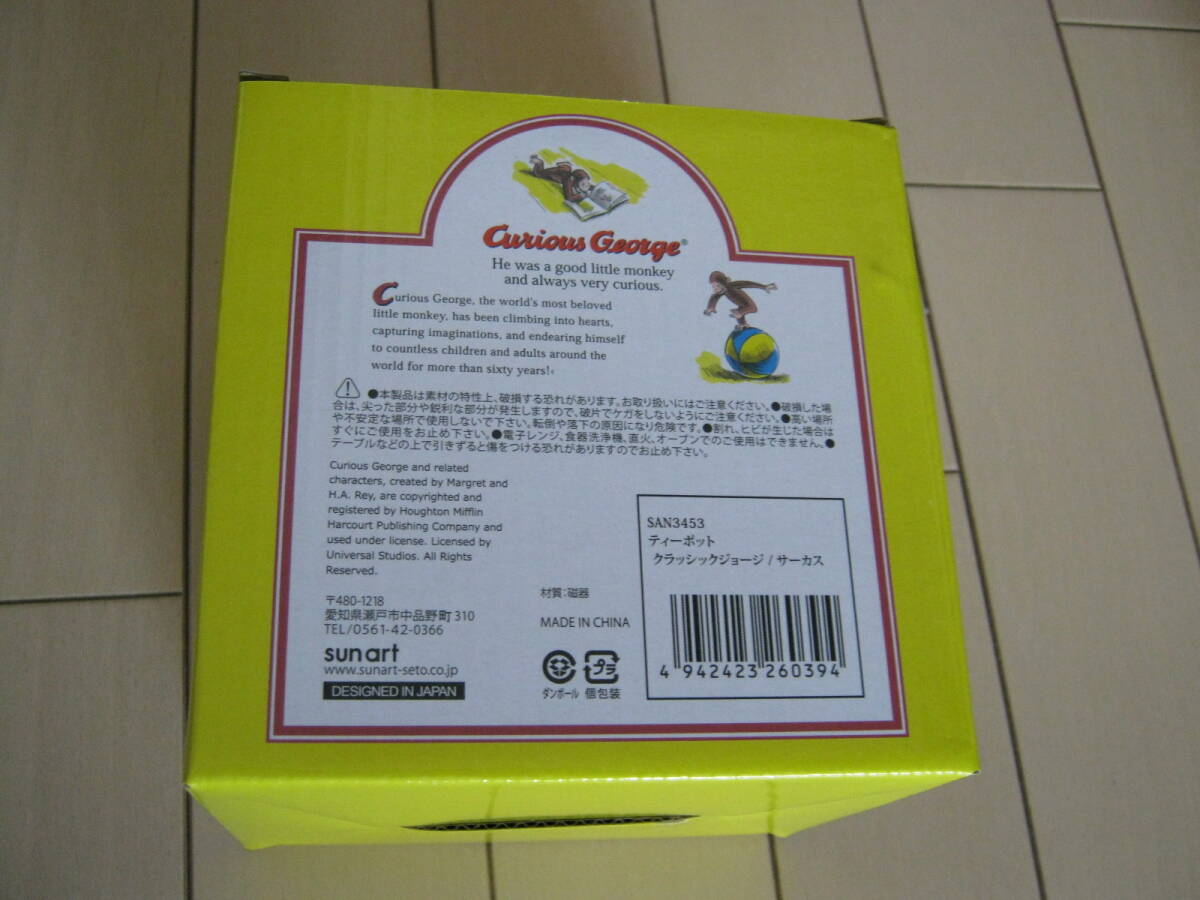 Curious George®
He was a good little monkey
and always very curious.
Curious George, the world's most beloved
little monkey, has been climbing into hearts,
capturing imaginations, and endearing himself
to countless children and adults around the
world for more than sixty years!
●本製品は素材の特性上、破損する恐れがあります。お取り扱いにはご注意ください。●破損した場
合は、尖った部分や鋭利な部分が発生しますので、破片でケガをしないようにご注意ください。●高い場所
や不安定な場所で使用しないで下さい。転倒や落下の原因になり危険です。●割れ、ヒビが生じた場合は
すぐにご使用をお止め下さい。●電子レンジ、食器洗浄機、直火、オーブンでのご使用はできません。●
テーブルなどの上で引きずると傷をつける恐れがありますのでお止め下さい。
Curious George and related
characters, created by Margret and
H.A. Rey, are copyrighted and
registered by Houghton Mifflin
Harcourt Publishing Company and
used under license. Licensed by
Universal Studios. All Rights
Reserved.
〒480-1218
愛知県瀬戸市中品野町310
TEL/0561-42-0366
sunart
www.sunart-seto.co.jp
DESIGNED IN JAPAN
材質:磁器
MADE IN CHINA
ダンボール
プラ
個包装
SAN3453
ティーポット
クラッシックジョージ / サーカス
4 942423 260394